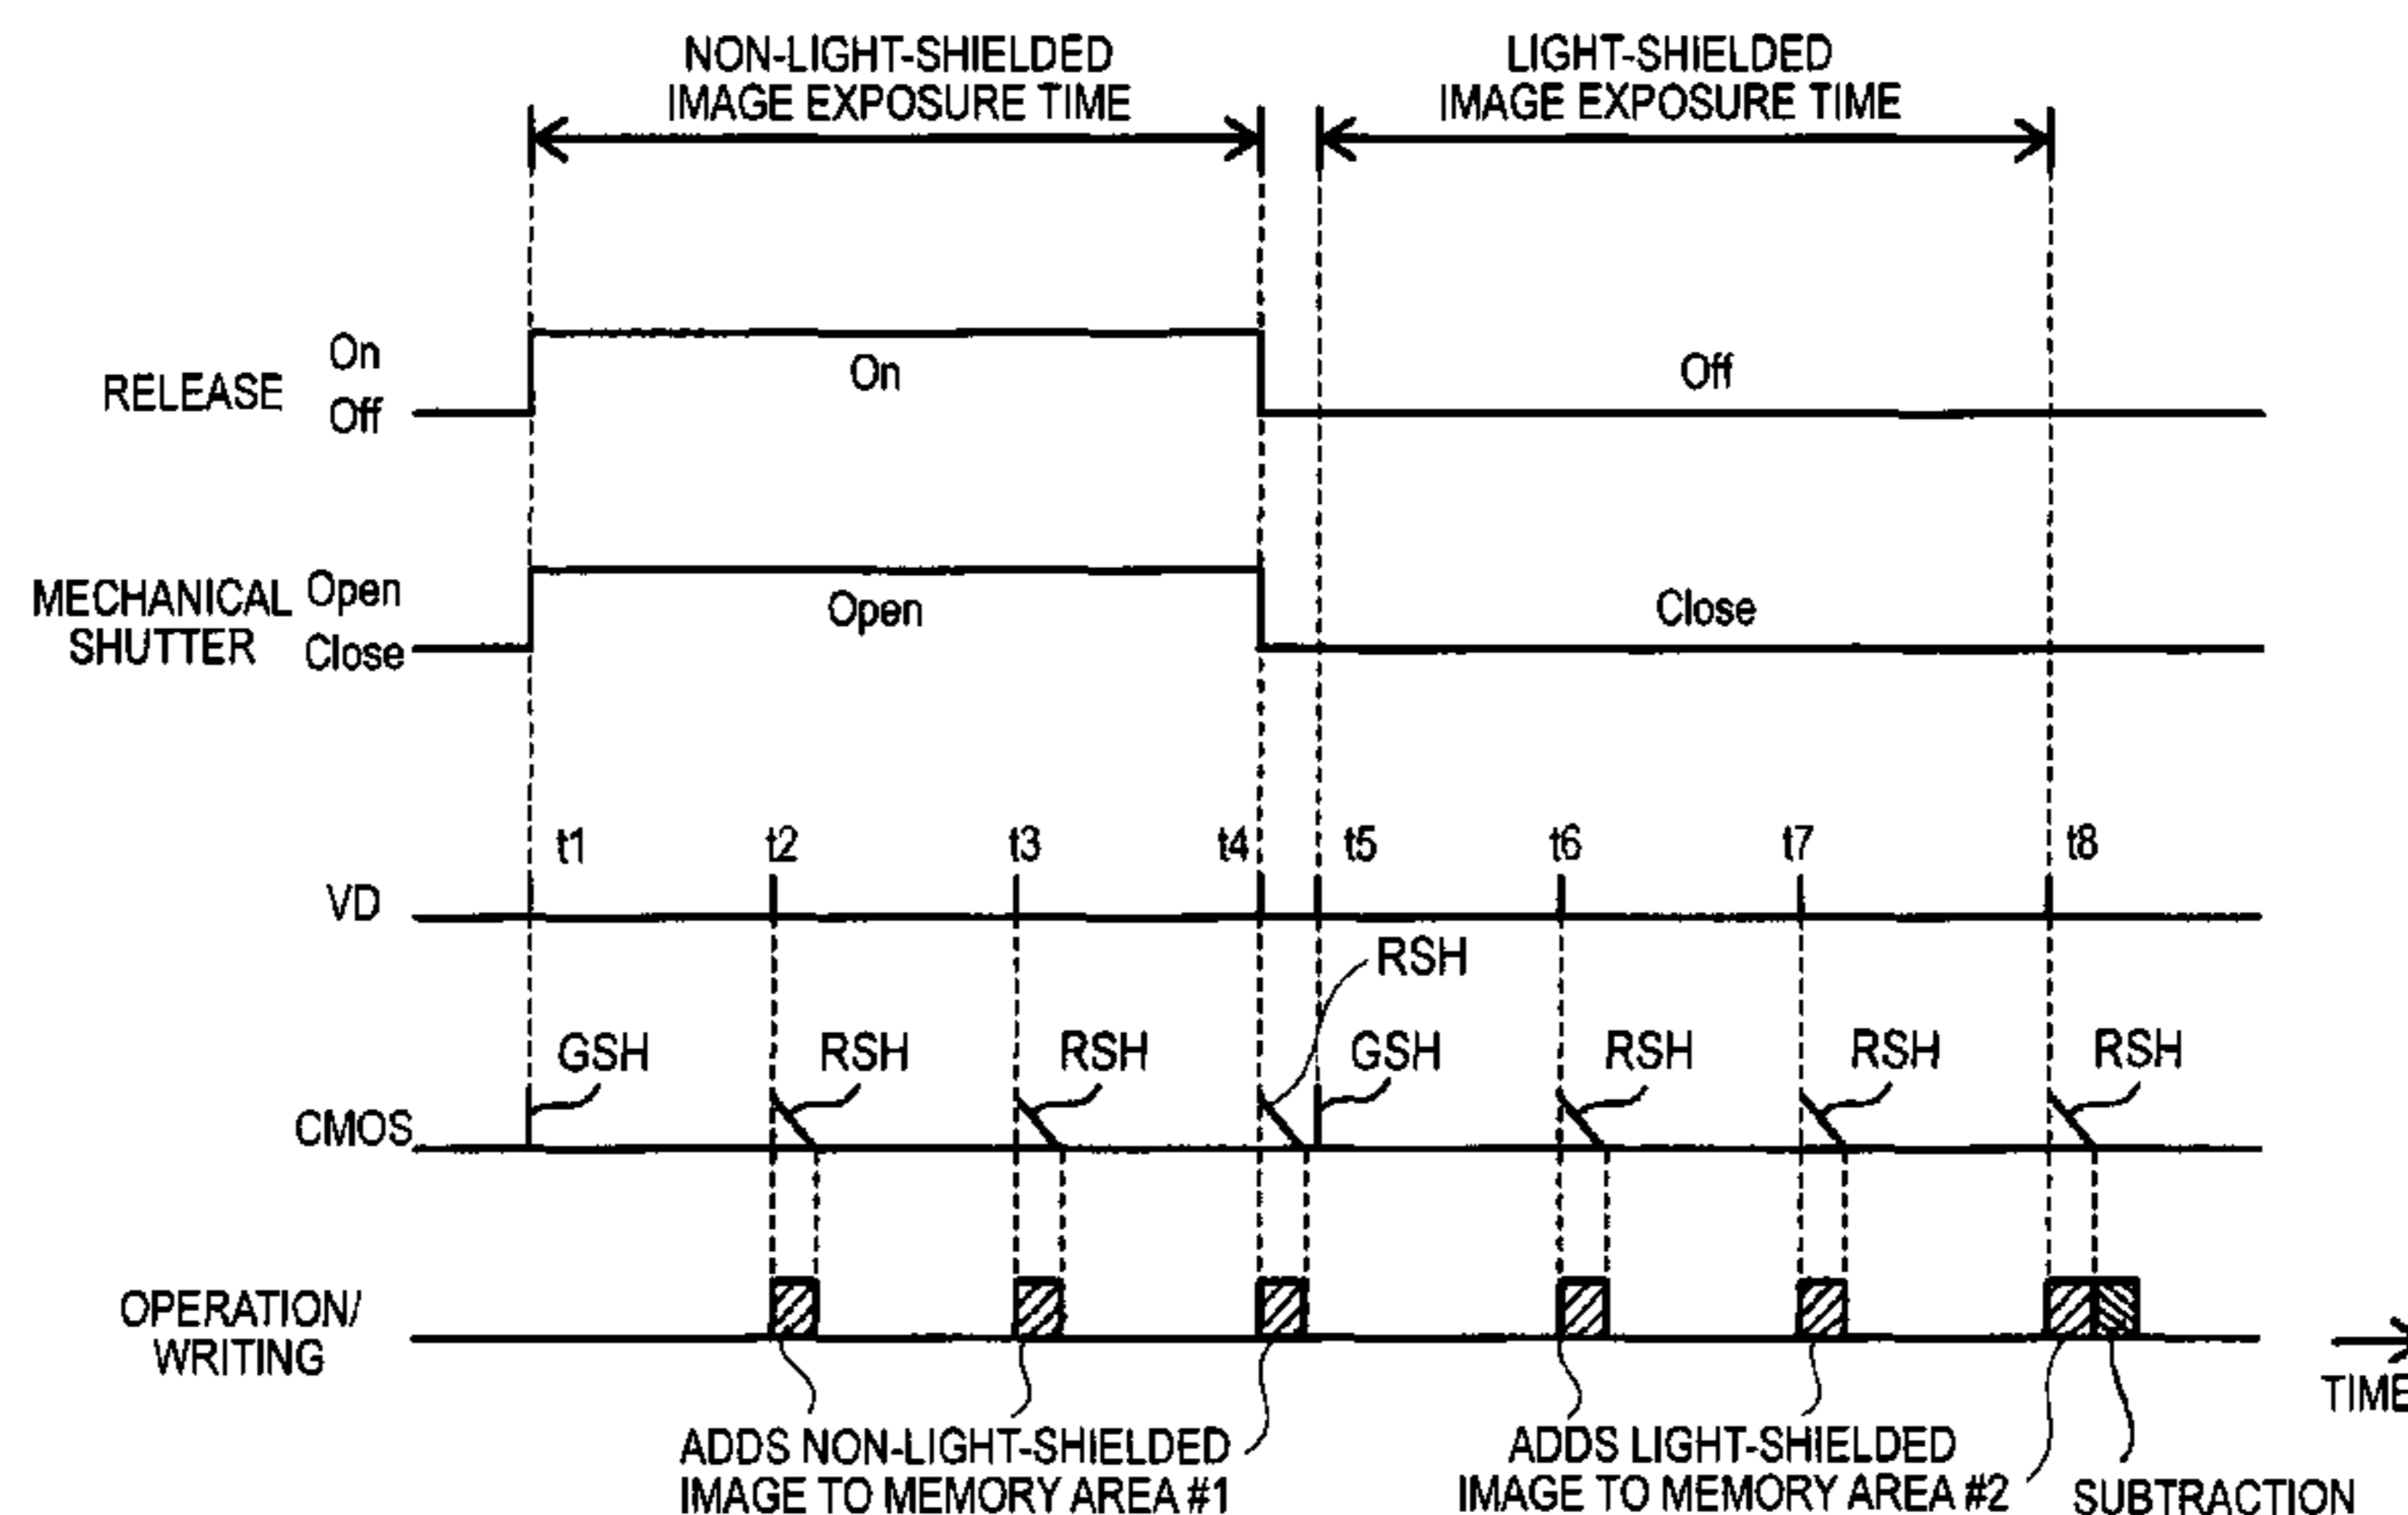 NON-LIGHT-SHIELDED
IMAGE EXPOSURE TIME
LIGHT-SHIELDED
IMAGE EXPOSURE TIME
RELEASE
On
Off
On
Off
MECHANICAL
SHUTTER
Open
Close
Open
Close
VD
t1
t2
t3
t4
t5
t6
t7
t8
RSH
CMOS
GSH
RSH
RSH
GSH
RSH
RSH
RSH
OPERATION/
WRITING
TIME
ADDS NON-LIGHT-SHIELDED
IMAGE TO MEMORY AREA #1
ADDS LIGHT-SHIELDED
IMAGE TO MEMORY AREA #2
SUBTRACTION